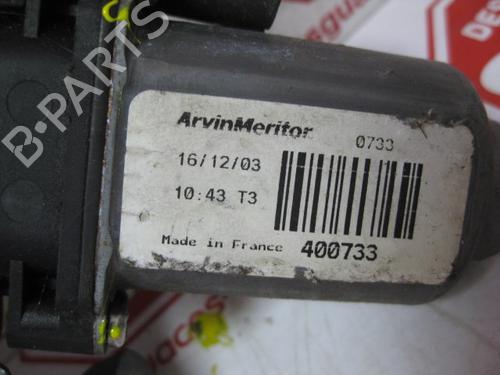 ArvinMeritor 0733
16/12/03
10:43 T3
Made in France 400733
B-PARTS